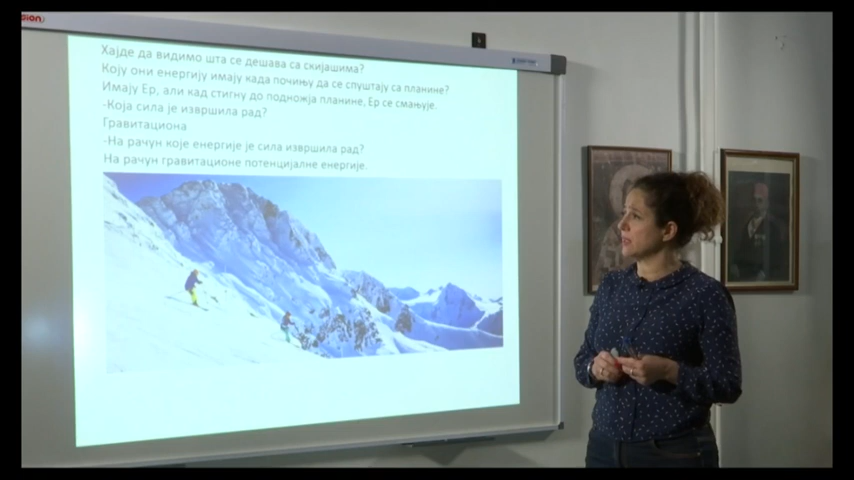 Хајде да видимо шта се дешава са скијашима?
Коју они енергију имају када почињу да се спуштају са планине?
Имају Ер, али кад стигну до подножја планине, Ер се смањује.
-Која сила је извршила рад?
Гравитациона
-На рачун које енергије је сила извршила рад?
На рачун гравитационе потенцијалне енергије.